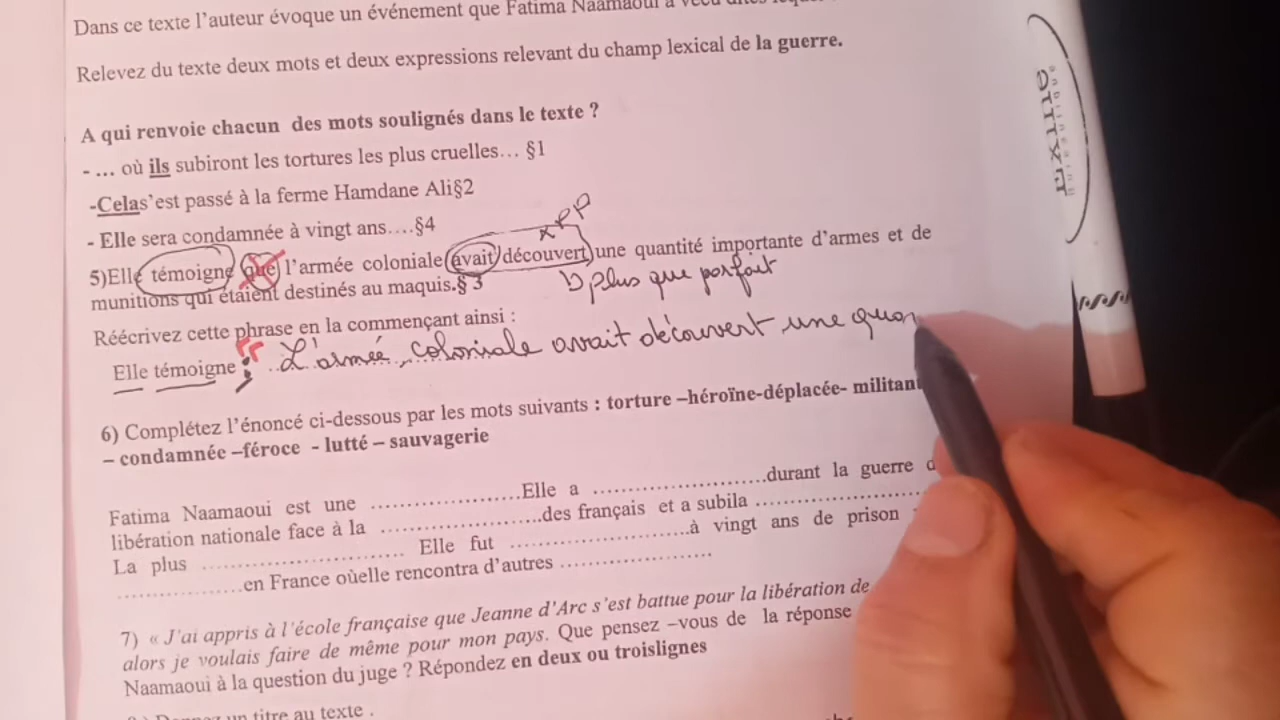 Dans ce texte l'auteur évoque un événement que Fatima Naamaoui a vécu
Relevez du texte deux mots et deux expressions relevant du champ lexical de la guerre.
A qui renvoie chacun des mots soulignés dans le texte ?
- … où ils subiront les tortures les plus cruelles… §1
-Celas'est passé à la ferme Hamdane Ali§2
- Elle sera condamnée à vingt ans….§4
x PP
5)Elle témoigne que l'armée coloniale avait découvert une quantité importante d'armes et de
munitions qui étaient destinés au maquis.§ 3
plus que parfait
Réécrivez cette phrase en la commençant ainsi :
Elle témoigne : L'armée coloniale avait découvert une quan
6) Complétez l'énoncé ci-dessous par les mots suivants : torture –héroïne-déplacée- militant
– condamnée –féroce - lutté – sauvagerie
Fatima Naamaoui est une ………………….Elle a …………………….durant la guerre d
libération nationale face à la …………………..des français et a subila …………………….
La plus ………………………. Elle fut ……………………..à vingt ans de prison
……………….en France oùelle rencontra d'autres ………………….
7) « J'ai appris à l'école française que Jeanne d'Arc s'est battue pour la libération de
alors je voulais faire de même pour mon pays. Que pensez –vous de la réponse
Naamaoui à la question du juge ? Répondez en deux ou troislignes
un titre au texte .